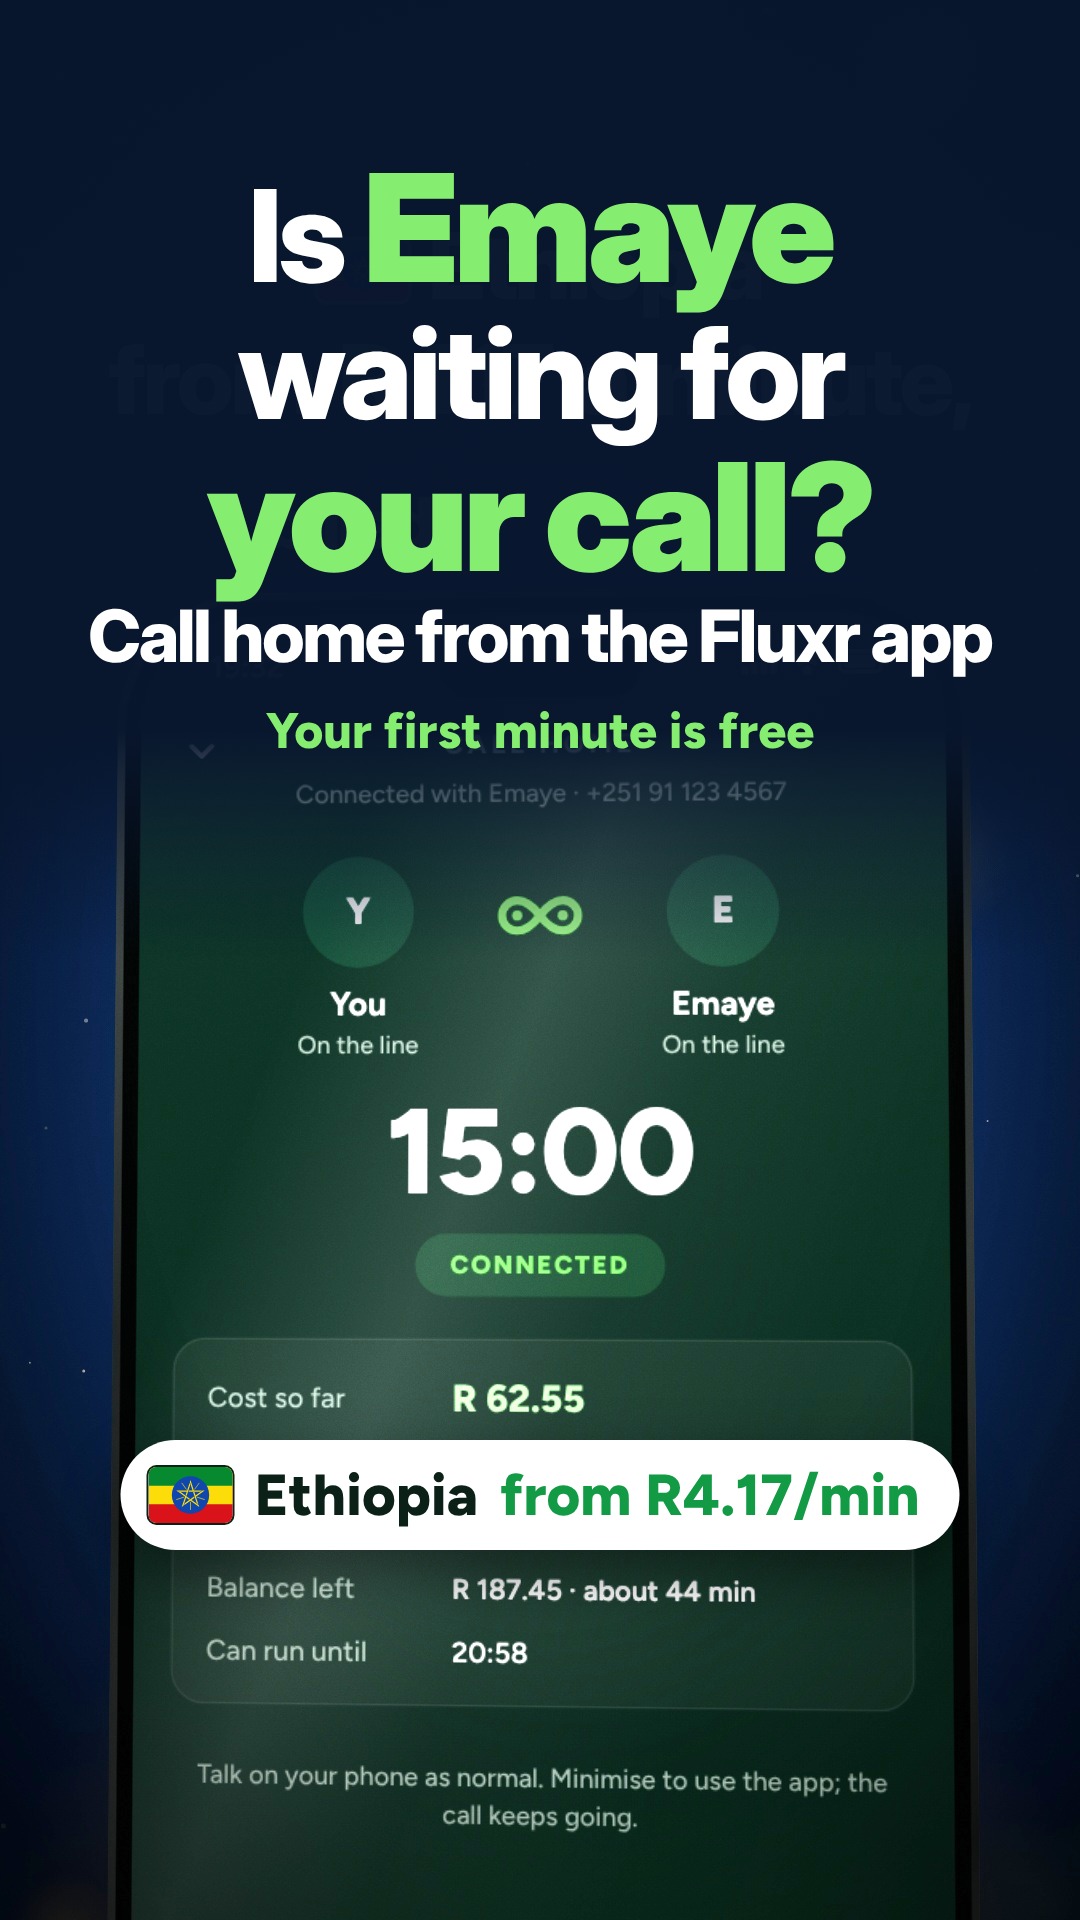 Is Emaye
waiting for
your call?
Call home from the Fluxr app
Your first minute is free
Connected with Emaye · +251 91 123 4567
Y
E
You
Emaye
On the line
On the line
15:00
CONNECTED
Cost so far
R 62.55
Ethiopia from R4.17/min
Balance left
R 187.45 · about 44 min
Can run until
20:58
Talk on your phone as normal. Minimise to use the app; the
call keeps going.